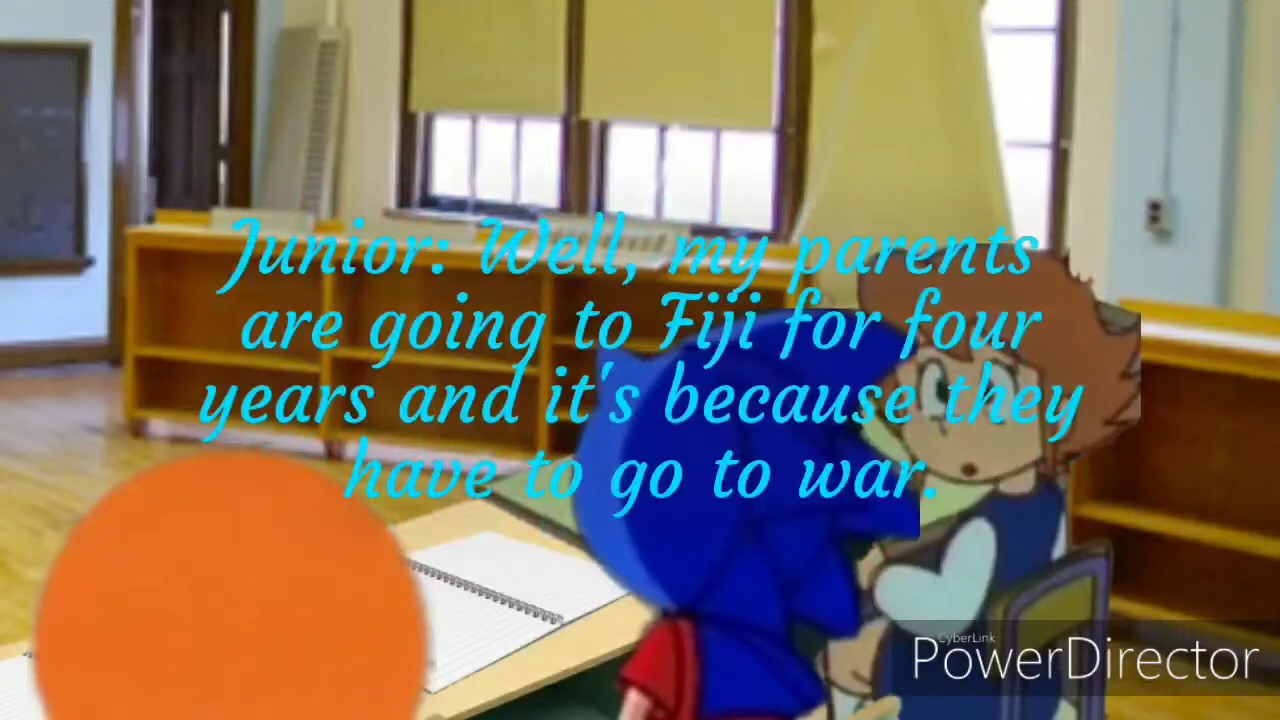 Junior: Well, my parents
are going to Fiji for four
years and it's because they
have to go to war.
CyberLink
PowerDirector